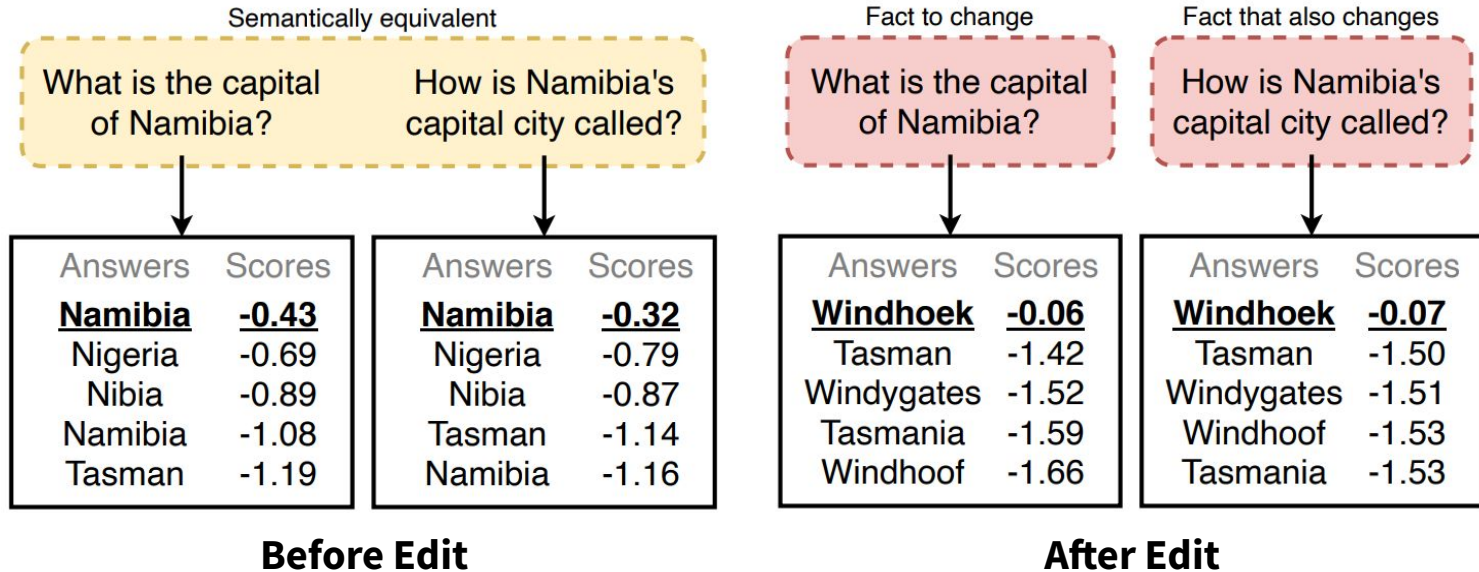 Semantically equivalent
What is the capital
of Namibia?
How is Namibia's
capital city called?
Answers Scores
Namibia -0.43
Nigeria -0.69
Nibia -0.89
Namibia -1.08
Tasman -1.19
Answers Scores
Namibia -0.32
Nigeria -0.79
Nibia -0.87
Tasman -1.14
Namibia -1.16
Before Edit
Fact to change
What is the capital
of Namibia?
Fact that also changes
How is Namibia's
capital city called?
Answers Scores
Windhoek -0.06
Tasman -1.42
Windygates -1.52
Tasmania -1.59
Windhoof -1.66
Answers Scores
Windhoek -0.07
Tasman -1.50
Windygates -1.51
Windhoof -1.53
Tasmania -1.53
After Edit